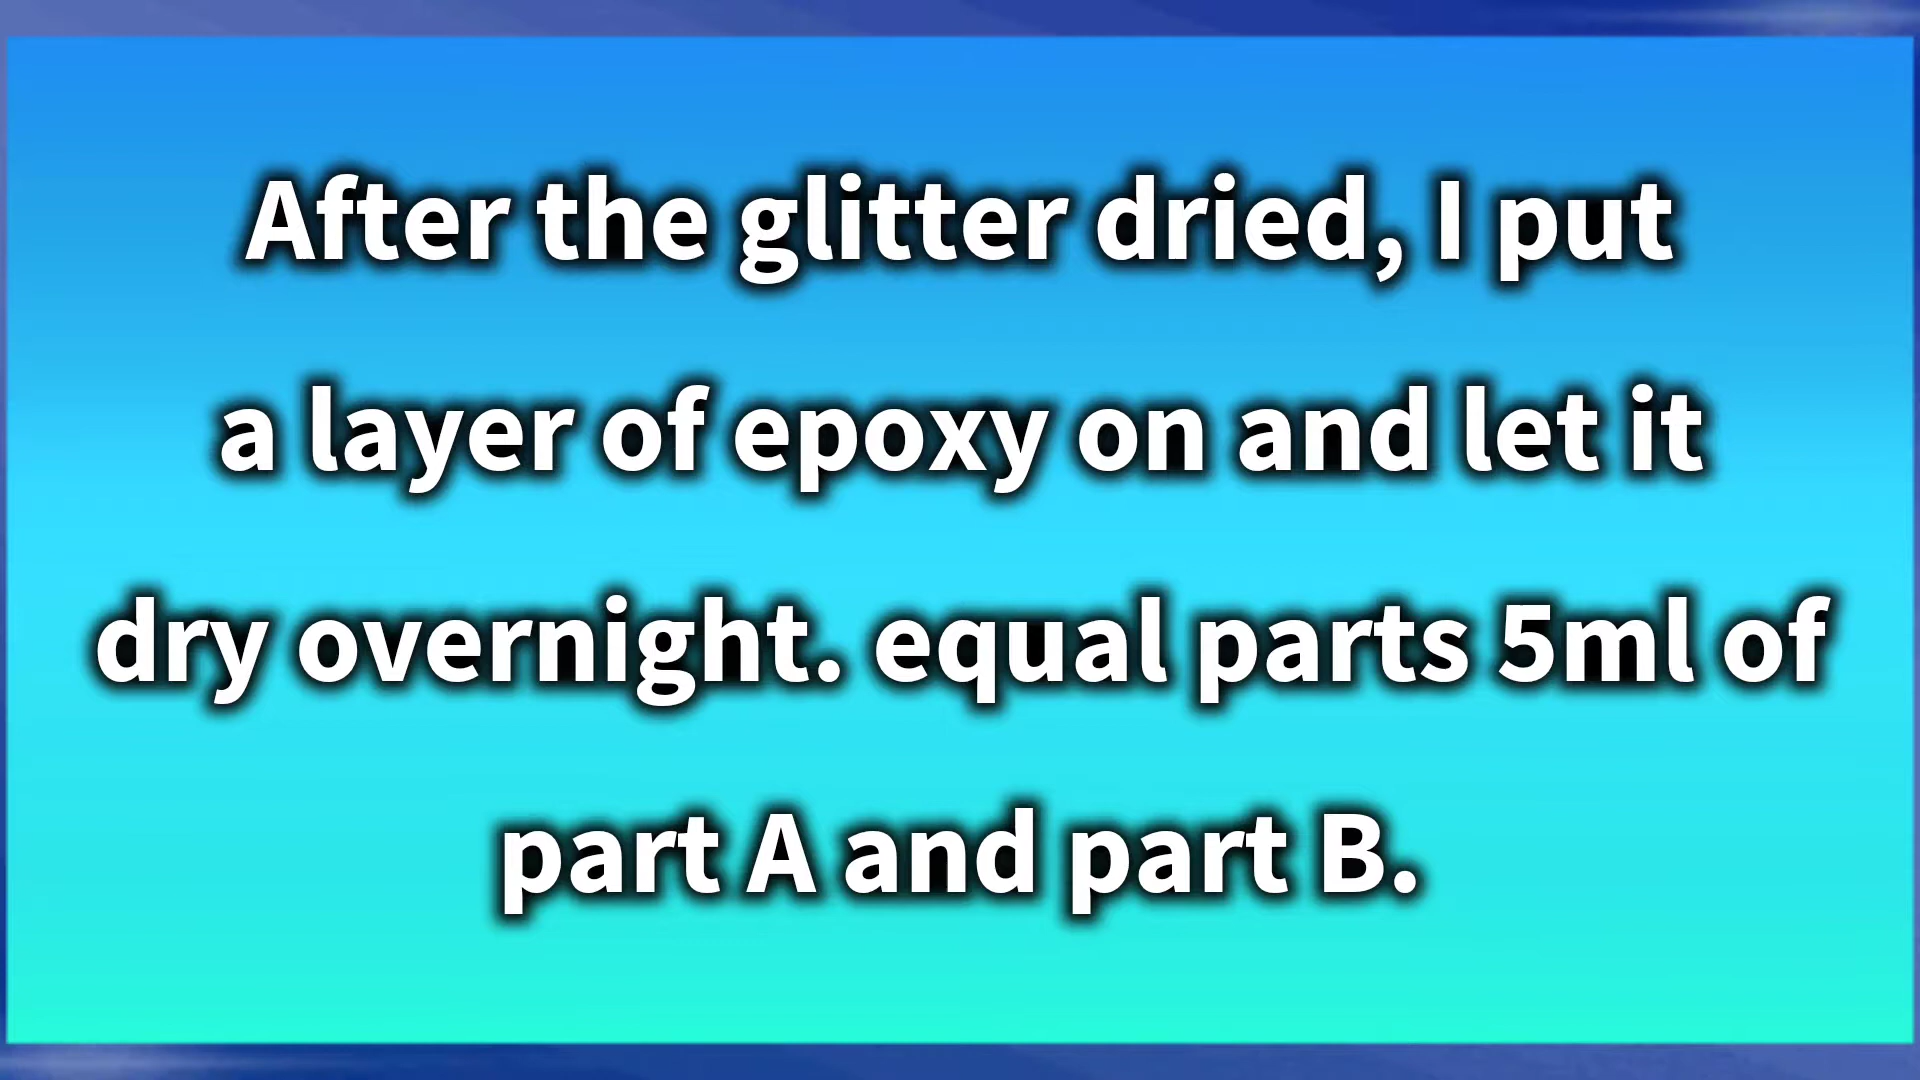 After the glitter dried, I put
a layer of epoxy on and let it
dry overnight. equal parts 5ml of
part A and part B.